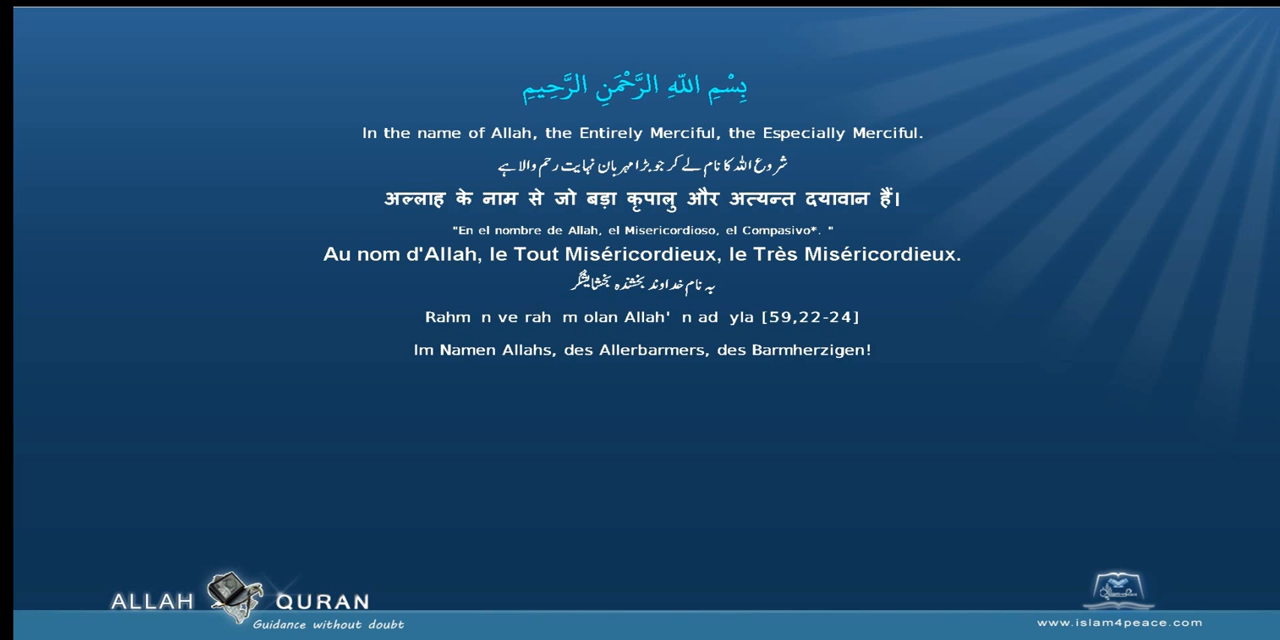 بِسْمِ اللّهِ الرَّحْمَنِ الرَّحِيمِ
In the name of Allah, the Entirely Merciful, the Especially Merciful.
شروع الله کا نام لے کر جو بڑا مہربان نہایت رحم والا ہے
अल्लाह के नाम से जो बड़ा कृपालु और अत्यन्त दयावान हैं।
"En el nombre de Allah, el Misericordioso, el Compasivo*. "
Au nom d'Allah, le Tout Miséricordieux, le Très Miséricordieux.
به نام خداوند بخشنده بخشایشگر
Rahm n ve rah m olan Allah' n ad yla [59,22-24]
Im Namen Allahs, des Allerbarmers, des Barmherzigen!
ALLAH QURAN
Guidance without doubt
www.islam4peace.com